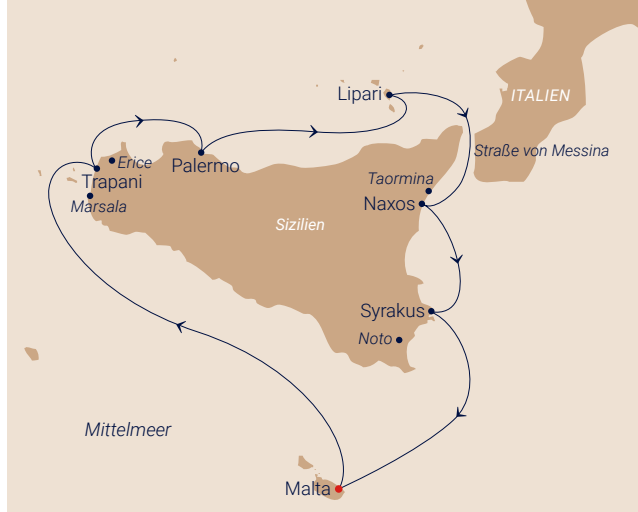 Lipari
ITALIEN
Straße von Messina
Erice
Palermo
Trapani
Taormina
Marsala
Naxos
Sizilien
Syrakus
Noto
Mittelmeer
Malta